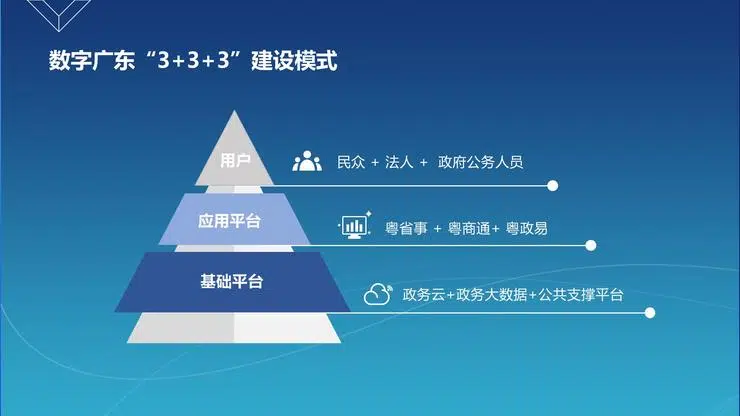 数字广东“3+3+3”建设模式
用户
民众 + 法人 + 政府公务人员
应用平台
粤省事 + 粤商通+ 粤政易
基础平台
政务云+政务大数据+公共支撑平台